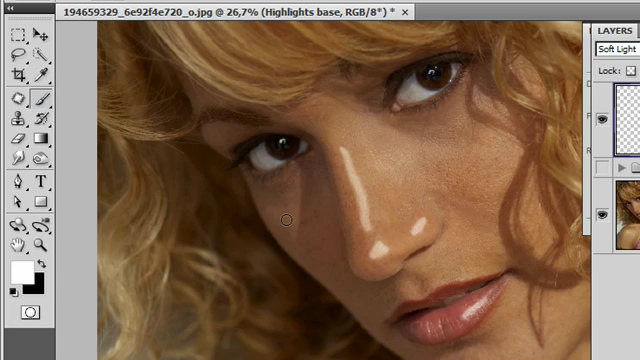 194659329_6e92f4e720_o.jpg @ 26,7% (Highlights base, RGB/8*) * ×
LAYERS
Soft Light
Lock:
T